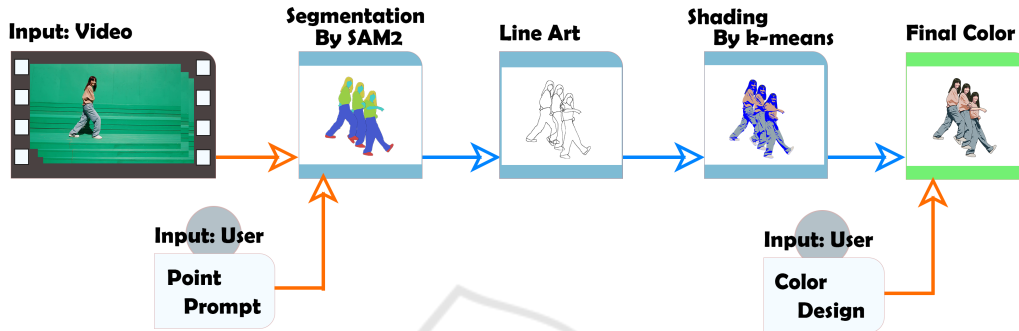 Input: Video
Segmentation
By SAM2
Line Art
Shading
By k-means
Final Color
Input: User
Point
Prompt
Input: User
Color
Design